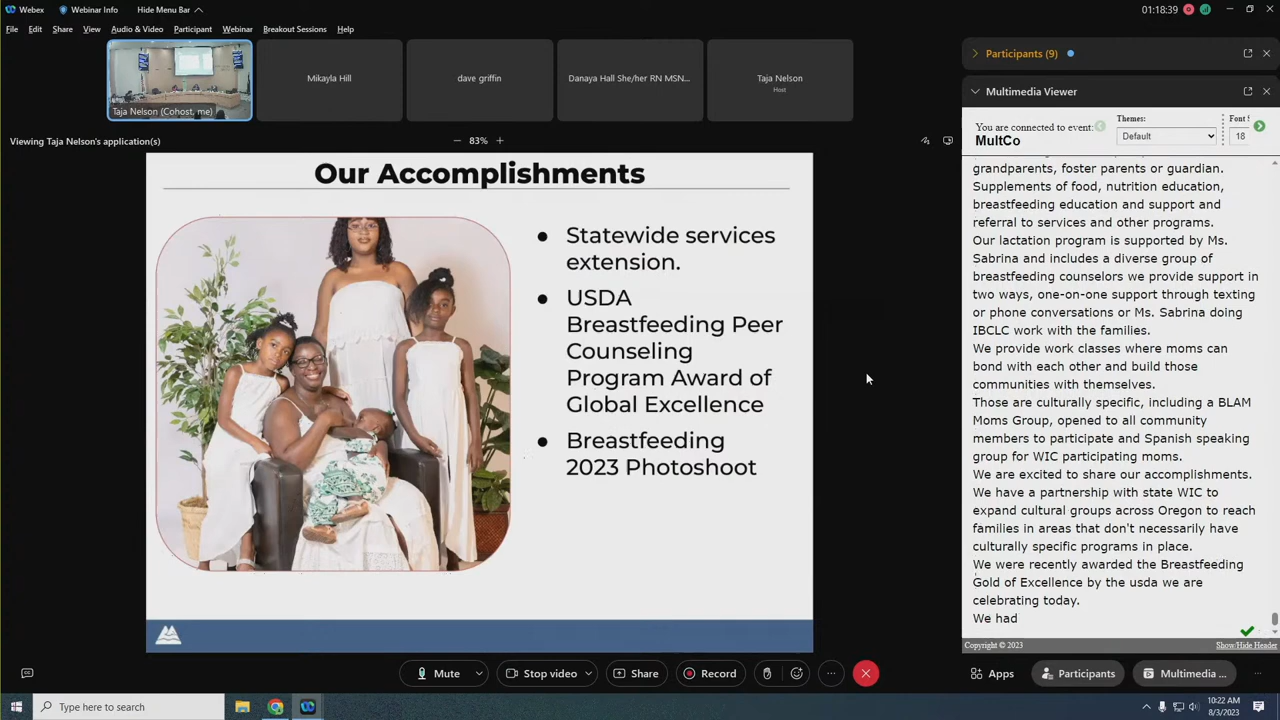 Webex
Webinar Info
Hide Menu Bar
01:18:39
File Edit Share View Audio & Video Participant Webinar Breakout Sessions Help
Taja Nelson (Cohost, me)
Mikayla Hill
dave griffin
Danaya Hall She/her RN MSN...
Taja Nelson
Host
Viewing Taja Nelson's application(s)
83%
Our Accomplishments
Statewide services
extension.
USDA
Breastfeeding Peer
Counseling
Program Award of
Global Excellence
Breastfeeding
2023 Photoshoot
Participants (9)
Multimedia Viewer
You are connected to event:
MultCo
Themes:
Default
Font S
18
grandparents, foster parents or guardian.
Supplements of food, nutrition education,
breastfeeding education and support and
referral to services and other programs.
Our lactation program is supported by Ms.
Sabrina and includes a diverse group of
breastfeeding counselors we provide support in
two ways, one-on-one support through texting
or phone conversations or Ms. Sabrina doing
IBCLC work with the families.
We provide work classes where moms can
bond with each other and build those
communities with themselves.
Those are culturally specific, including a BLAM
Moms Group, opened to all community
members to participate and Spanish speaking
group for WIC participating moms.
We are excited to share our accomplishments.
We have a partnership with state WIC to
expand cultural groups across Oregon to reach
families in areas that don't necessarily have
culturally specific programs in place.
We were recently awarded the Breastfeeding
Gold of Excellence by the usda we are
celebrating today.
We had
Copyright © 2023
Show/Hide Header
Mute
Stop video
Share
Record
Apps
Participants
Multimedia ...
Type here to search
10:22 AM
8/3/2023